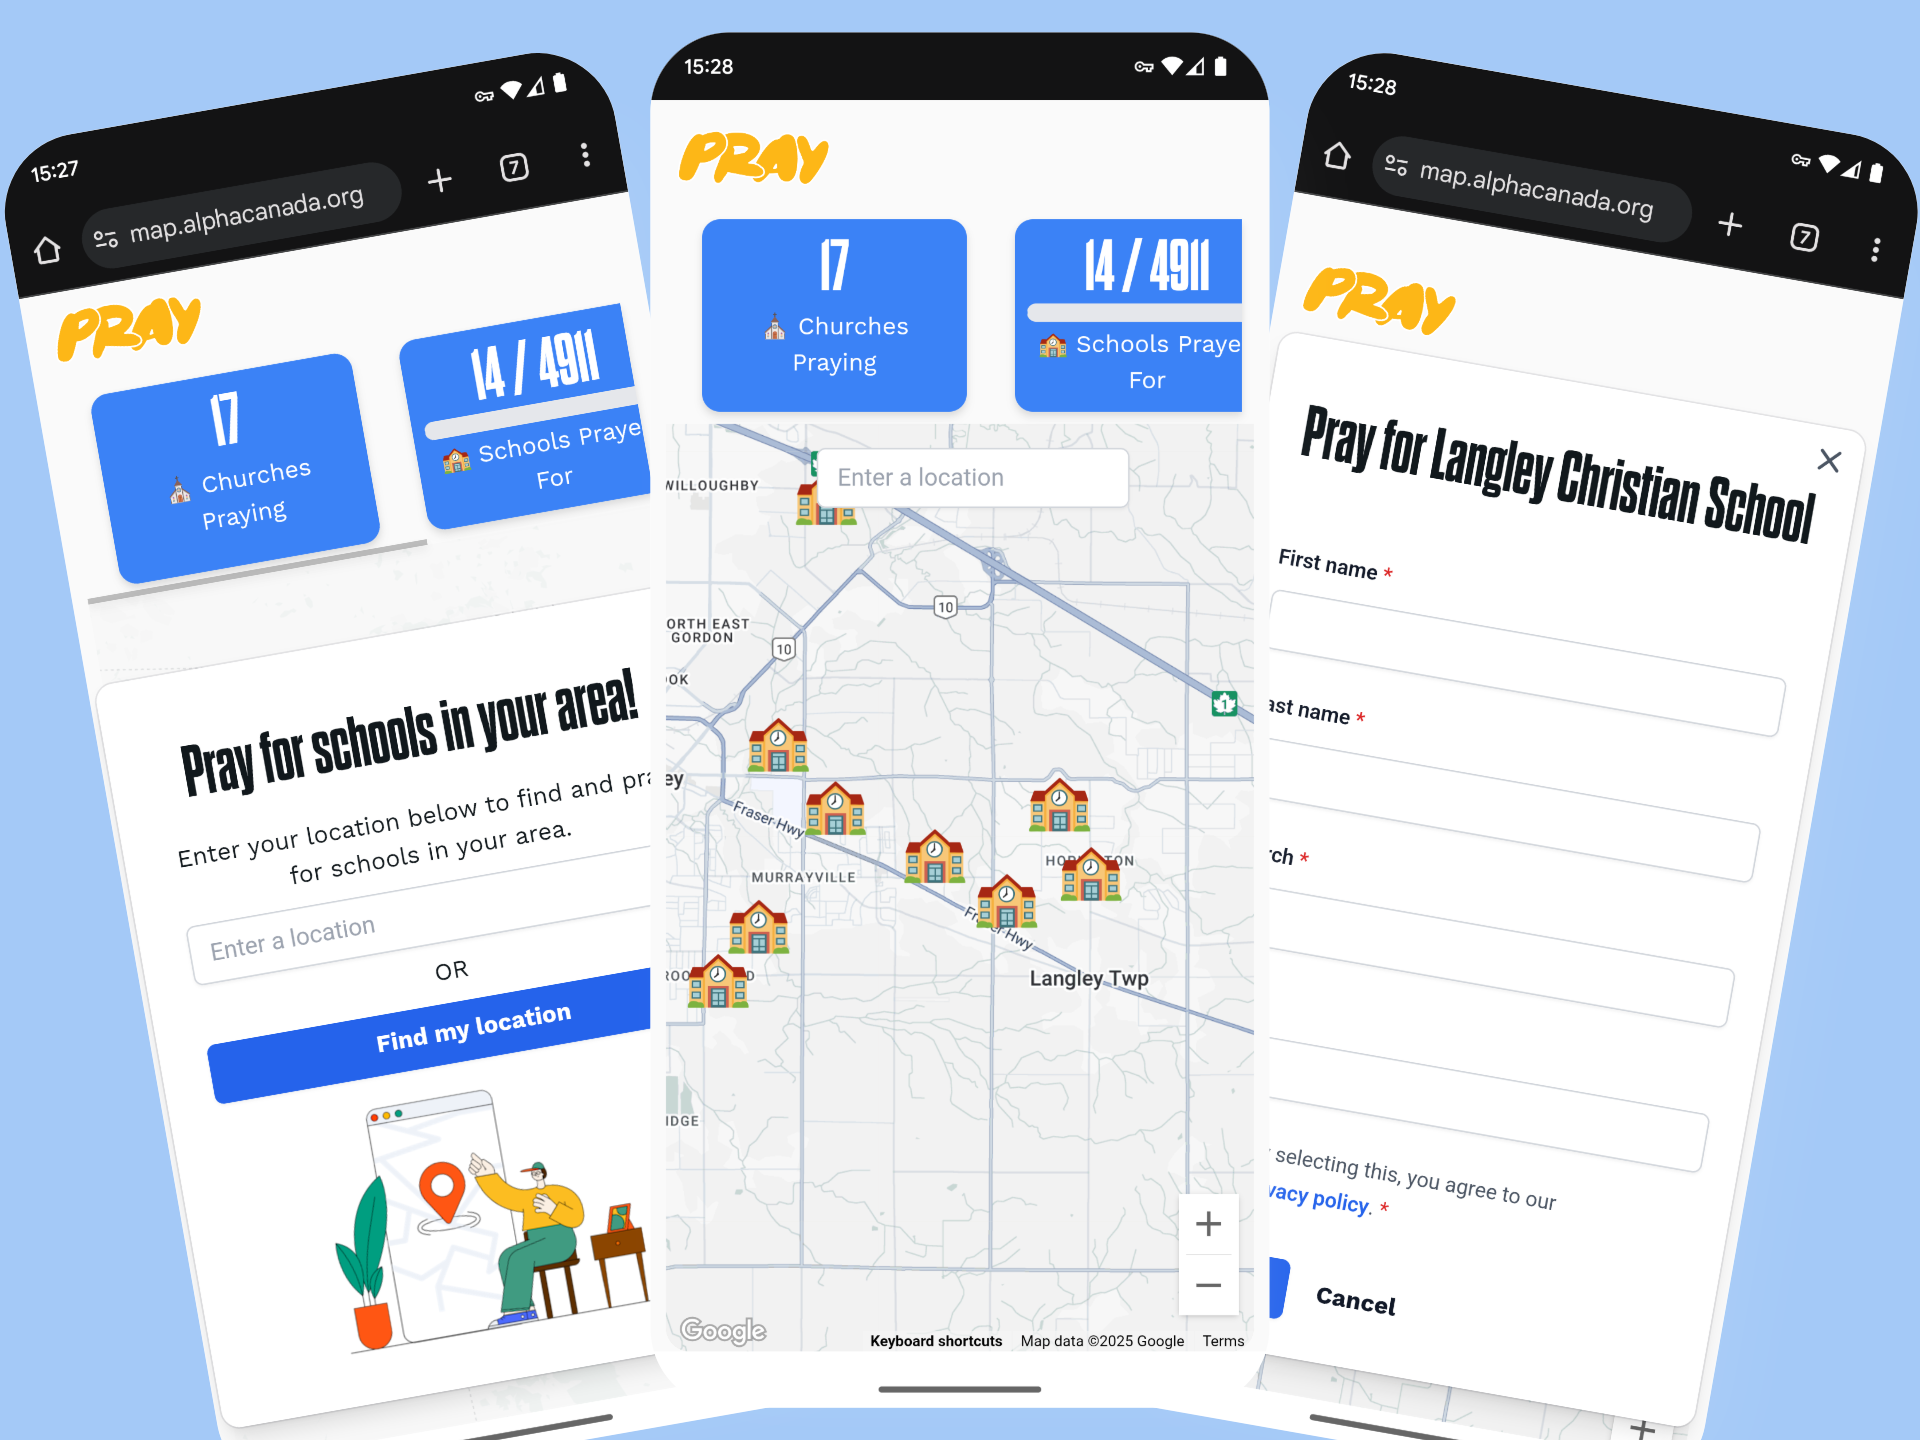 15:27
map.alphacanada.org
7
PRAY
17
Churches
Praying
14 / 4911
Schools Praye
For
Pray for schools in your area!
Enter your location below to find and pra
for schools in your area.
Enter a location
OR
Find my location
15:28
PRAY
17
Churches
Praying
14 / 4911
Schools Praye
For
Enter a location
WILLOUGHBY
10
ORTH EAST
GORDON
10
OK
1
ey
Fraser Hwy
MURRAYVILLE
Hwy
Langley Twp
IDGE
Google
Keyboard shortcuts
Map data ©2025 Google
Terms
15:28
map.alphacanada.org
7
PRAY
Pray for Langley Christian School
First name *
ast name *
rch *
selecting this, you agree to our
vacy policy. *
Cancel